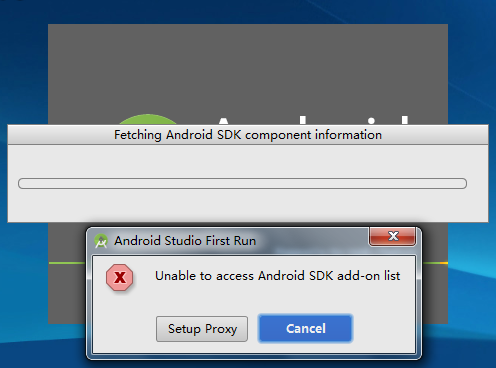 Fetching Android SDK component information
Android Studio First Run
Unable to access Android SDK add-on list
Setup Proxy
Cancel